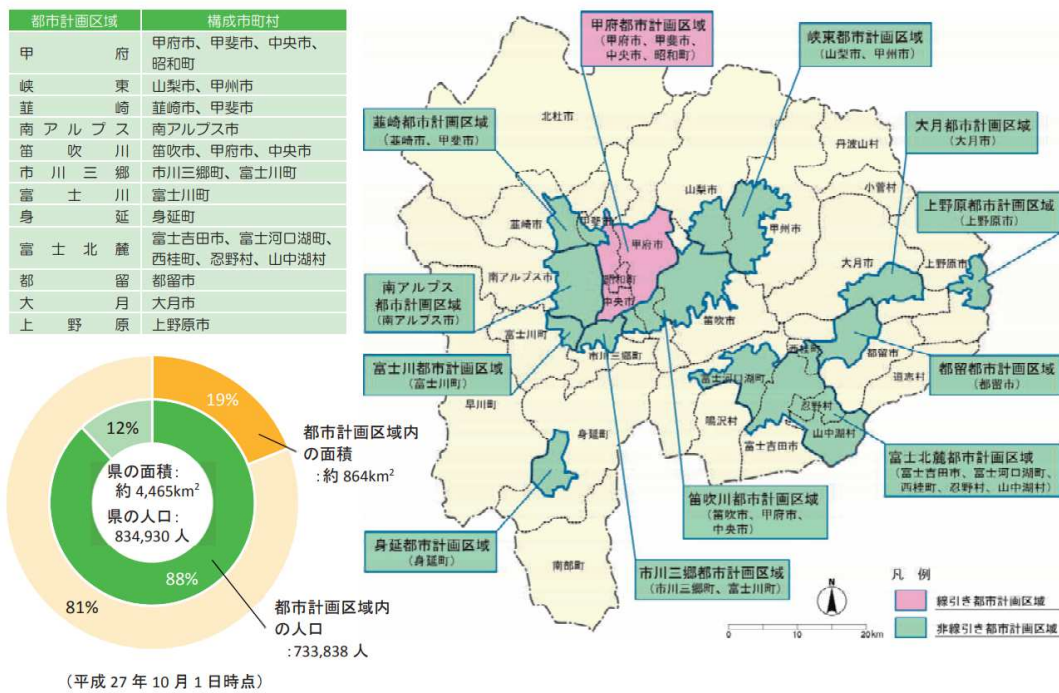 都市計画区域 構成市町村
甲府 甲府市、甲斐市、中央市、
昭和町
峡東 山梨市、甲州市
韮崎 韮崎市、甲斐市
南アルプス 南アルプス市
笛吹川 笛吹市、甲府市、中央市
市川三郷 市川三郷町、富士川町
富士川 富士川町
身延 身延町
富士北麓 富士吉田市、富士河口湖町、
西桂町、忍野村、山中湖村
都留 都留市
大月 大月市
上野原 上野原市
19%
12%
88%
81%
県の面積：
約 4,465km²
県の人口：
834,930 人
都市計画区域内
の面積
：約 864km²
都市計画区域内
の人口
：733,838 人
（平成 27 年 10 月 1 日時点）
甲府都市計画区域
（甲府市、甲斐市、
中央市、昭和町）
峡東都市計画区域
（山梨市、甲州市）
韮崎都市計画区域
（韮崎市、甲斐市）
大月都市計画区域
（大月市）
上野原都市計画区域
（上野原市）
南アルプス
都市計画区域
（南アルプス市）
富士川都市計画区域
（富士川町）
都留都市計画区域
（都留市）
富士北麓都市計画区域
（富士吉田市、富士河口湖町、
西桂町、忍野村、山中湖村）
笛吹川都市計画区域
（笛吹市、甲府市、
中央市）
身延都市計画区域
（身延町）
市川三郷都市計画区域
（市川三郷町、富士川町）
北杜市
丹波山村
小菅村
山梨市
甲州市
韮崎市
甲斐市
甲府市
大月市
上野原市
南アルプス市
昭和町
中央市
笛吹市
富士川町
市川三郷町
西桂町
都留市
道志村
富士河口湖町
早川町
鳴沢村
忍野村
山中湖村
身延町
富士吉田市
南部町
凡 例
線引き都市計画区域
非線引き都市計画区域
N
0 10 20km